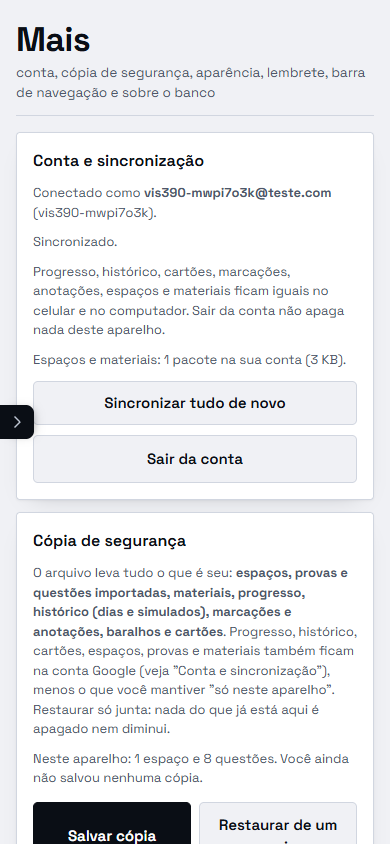 Mais
conta, cópia de segurança, aparência, lembrete, barra
de navegação e sobre o banco
Conta e sincronização
Conectado como vis390-mwpi7o3k@teste.com
(vis390-mwpi7o3k).
Sincronizado.
Progresso, histórico, cartões, marcações,
anotações, espaços e materiais ficam iguais no
celular e no computador. Sair da conta não apaga
nada deste aparelho.
Espaços e materiais: 1 pacote na sua conta (3 KB).
Sincronizar tudo de novo
Sair da conta
Cópia de segurança
O arquivo leva tudo o que é seu: espaços, provas e
questões importadas, materiais, progresso,
histórico (dias e simulados), marcações e
anotações, baralhos e cartões. Progresso, histórico,
cartões, espaços, provas e materiais também ficam
na conta Google (veja "Conta e sincronização"),
menos o que você mantiver "só neste aparelho".
Restaurar só junta: nada do que já está aqui é
apagado nem diminui.
Neste aparelho: 1 espaço e 8 questões. Você ainda
não salvou nenhuma cópia.
Salvar cópia
Restaurar de um